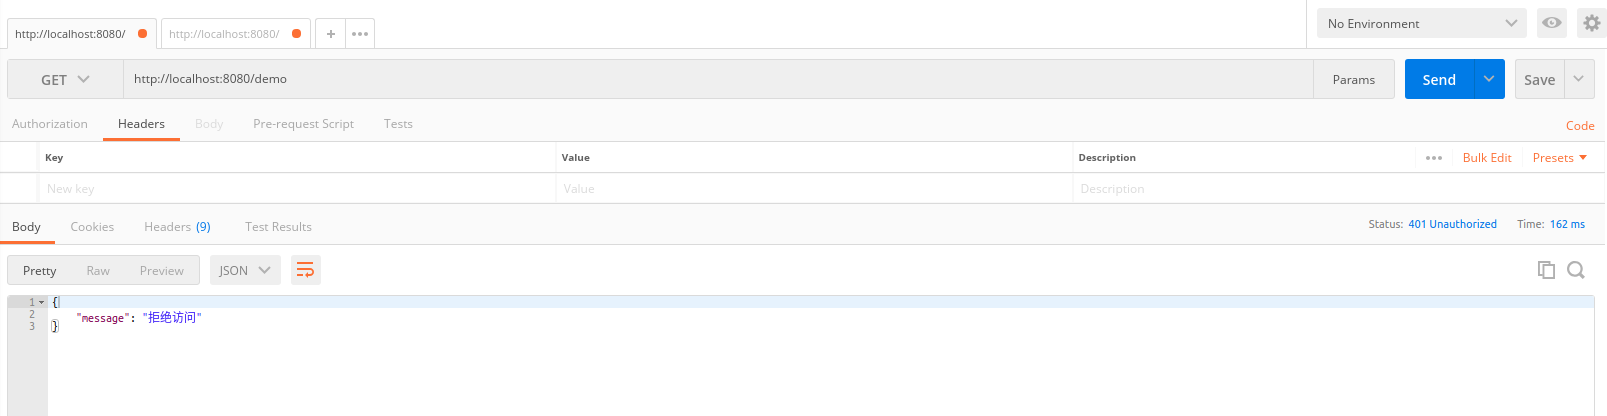 http://localhost:8080/ http://localhost:8080/ + ••• No Environment
GET http://localhost:8080/demo Params Send Save
Authorization Headers Body Pre-request Script Tests Code
Key Value Description ••• Bulk Edit Presets
New key Value Description
Body Cookies Headers (9) Test Results Status: 401 Unauthorized Time: 162 ms
Pretty Raw Preview JSON
1 {
2 "message": "拒绝访问"
3 }